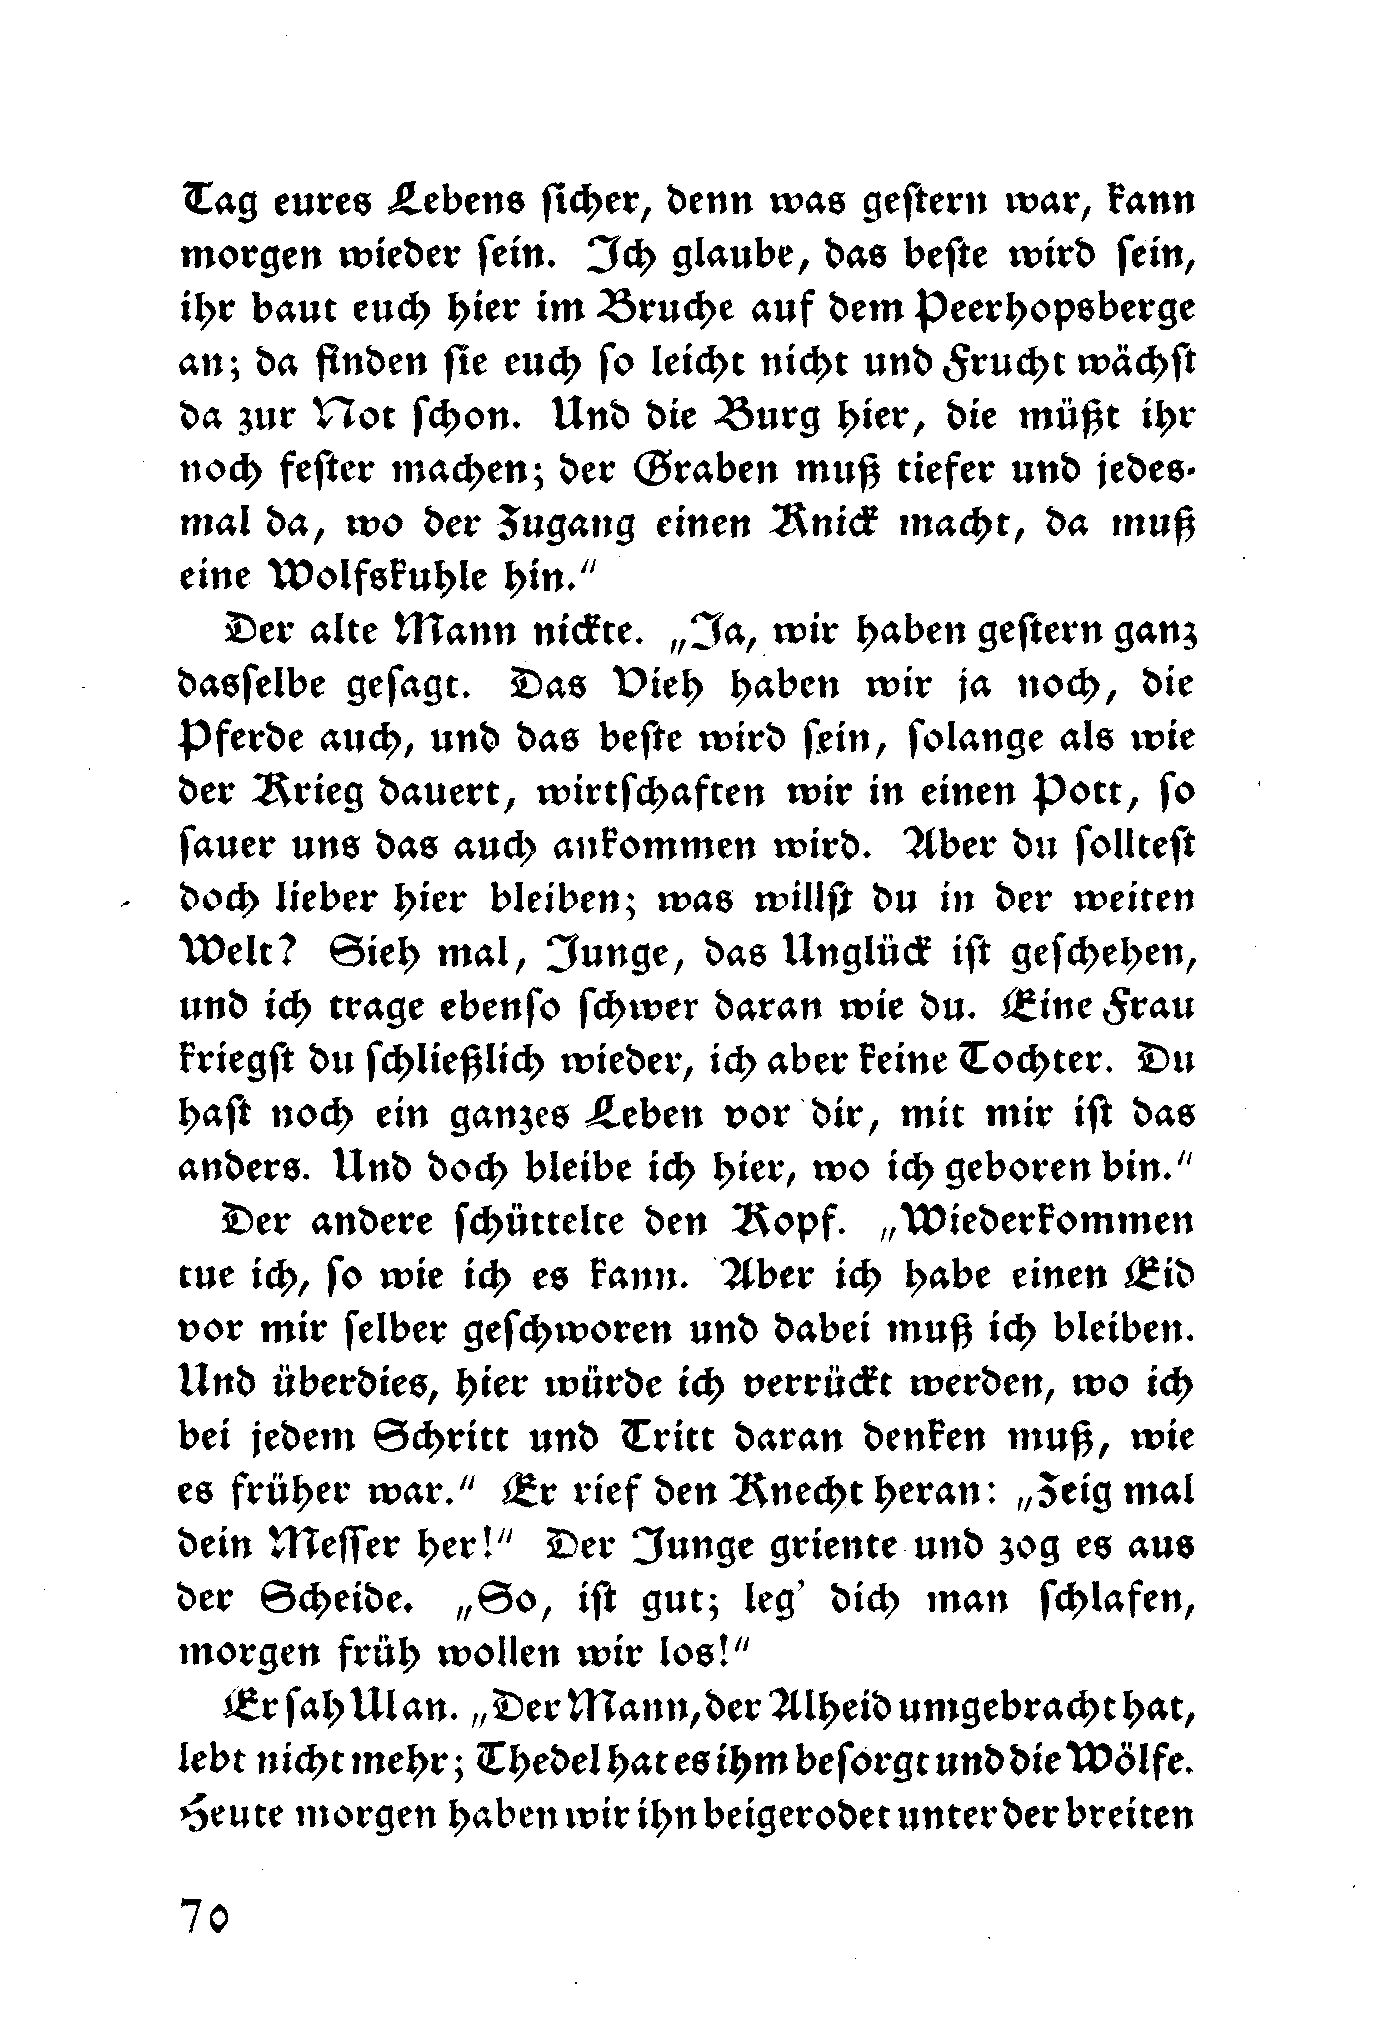 Tag eures Lebens sicher, denn was gestern war, kann
morgen wieder sein. Ich glaube, das beste wird sein,
ihr baut euch hier im Bruche auf dem Peerhopsberge
an; da finden sie euch so leicht nicht und Frucht wächst
da zur Not schon. Und die Burg hier, die müßt ihr
noch fester machen; der Graben muß tiefer und jedes-
mal da, wo der Zugang einen Knick macht, da muß
eine Wolfskuhle hin.“
Der alte Mann nickte. „Ja, wir haben gestern ganz
dasselbe gesagt. Das Vieh haben wir ja noch, die
Pferde auch, und das beste wird sein, solange als wie
der Krieg dauert, wirtschaften wir in einen Pott, so
sauer uns das auch ankommen wird. Aber du solltest
doch lieber hier bleiben; was willst du in der weiten
Welt? Sieh mal, Junge, das Unglück ist geschehen,
und ich trage ebenso schwer daran wie du. Eine Frau
kriegst du schließlich wieder, ich aber keine Tochter. Du
hast noch ein ganzes Leben vor dir, mit mir ist das
anders. Und doch bleibe ich hier, wo ich geboren bin.“
Der andere schüttelte den Kopf. „Wiederkommen
tue ich, so wie ich es kann. Aber ich habe einen Eid
vor mir selber geschworen und dabei muß ich bleiben.
Und überdies, hier würde ich verrückt werden, wo ich
bei jedem Schritt und Tritt daran denken muß, wie
es früher war.“ Er rief den Knecht heran: „Zeig mal
dein Messer her!“ Der Junge griente und zog es aus
der Scheide. „So, ist gut; leg’ dich man schlafen,
morgen früh wollen wir los!“
Er sah Ulan. „Der Mann, der Alheid umgebracht hat,
lebt nicht mehr; Thedel hat es ihm besorgt und die Wölfe.
Heute morgen haben wir ihn beigerodet unter der breiten
70